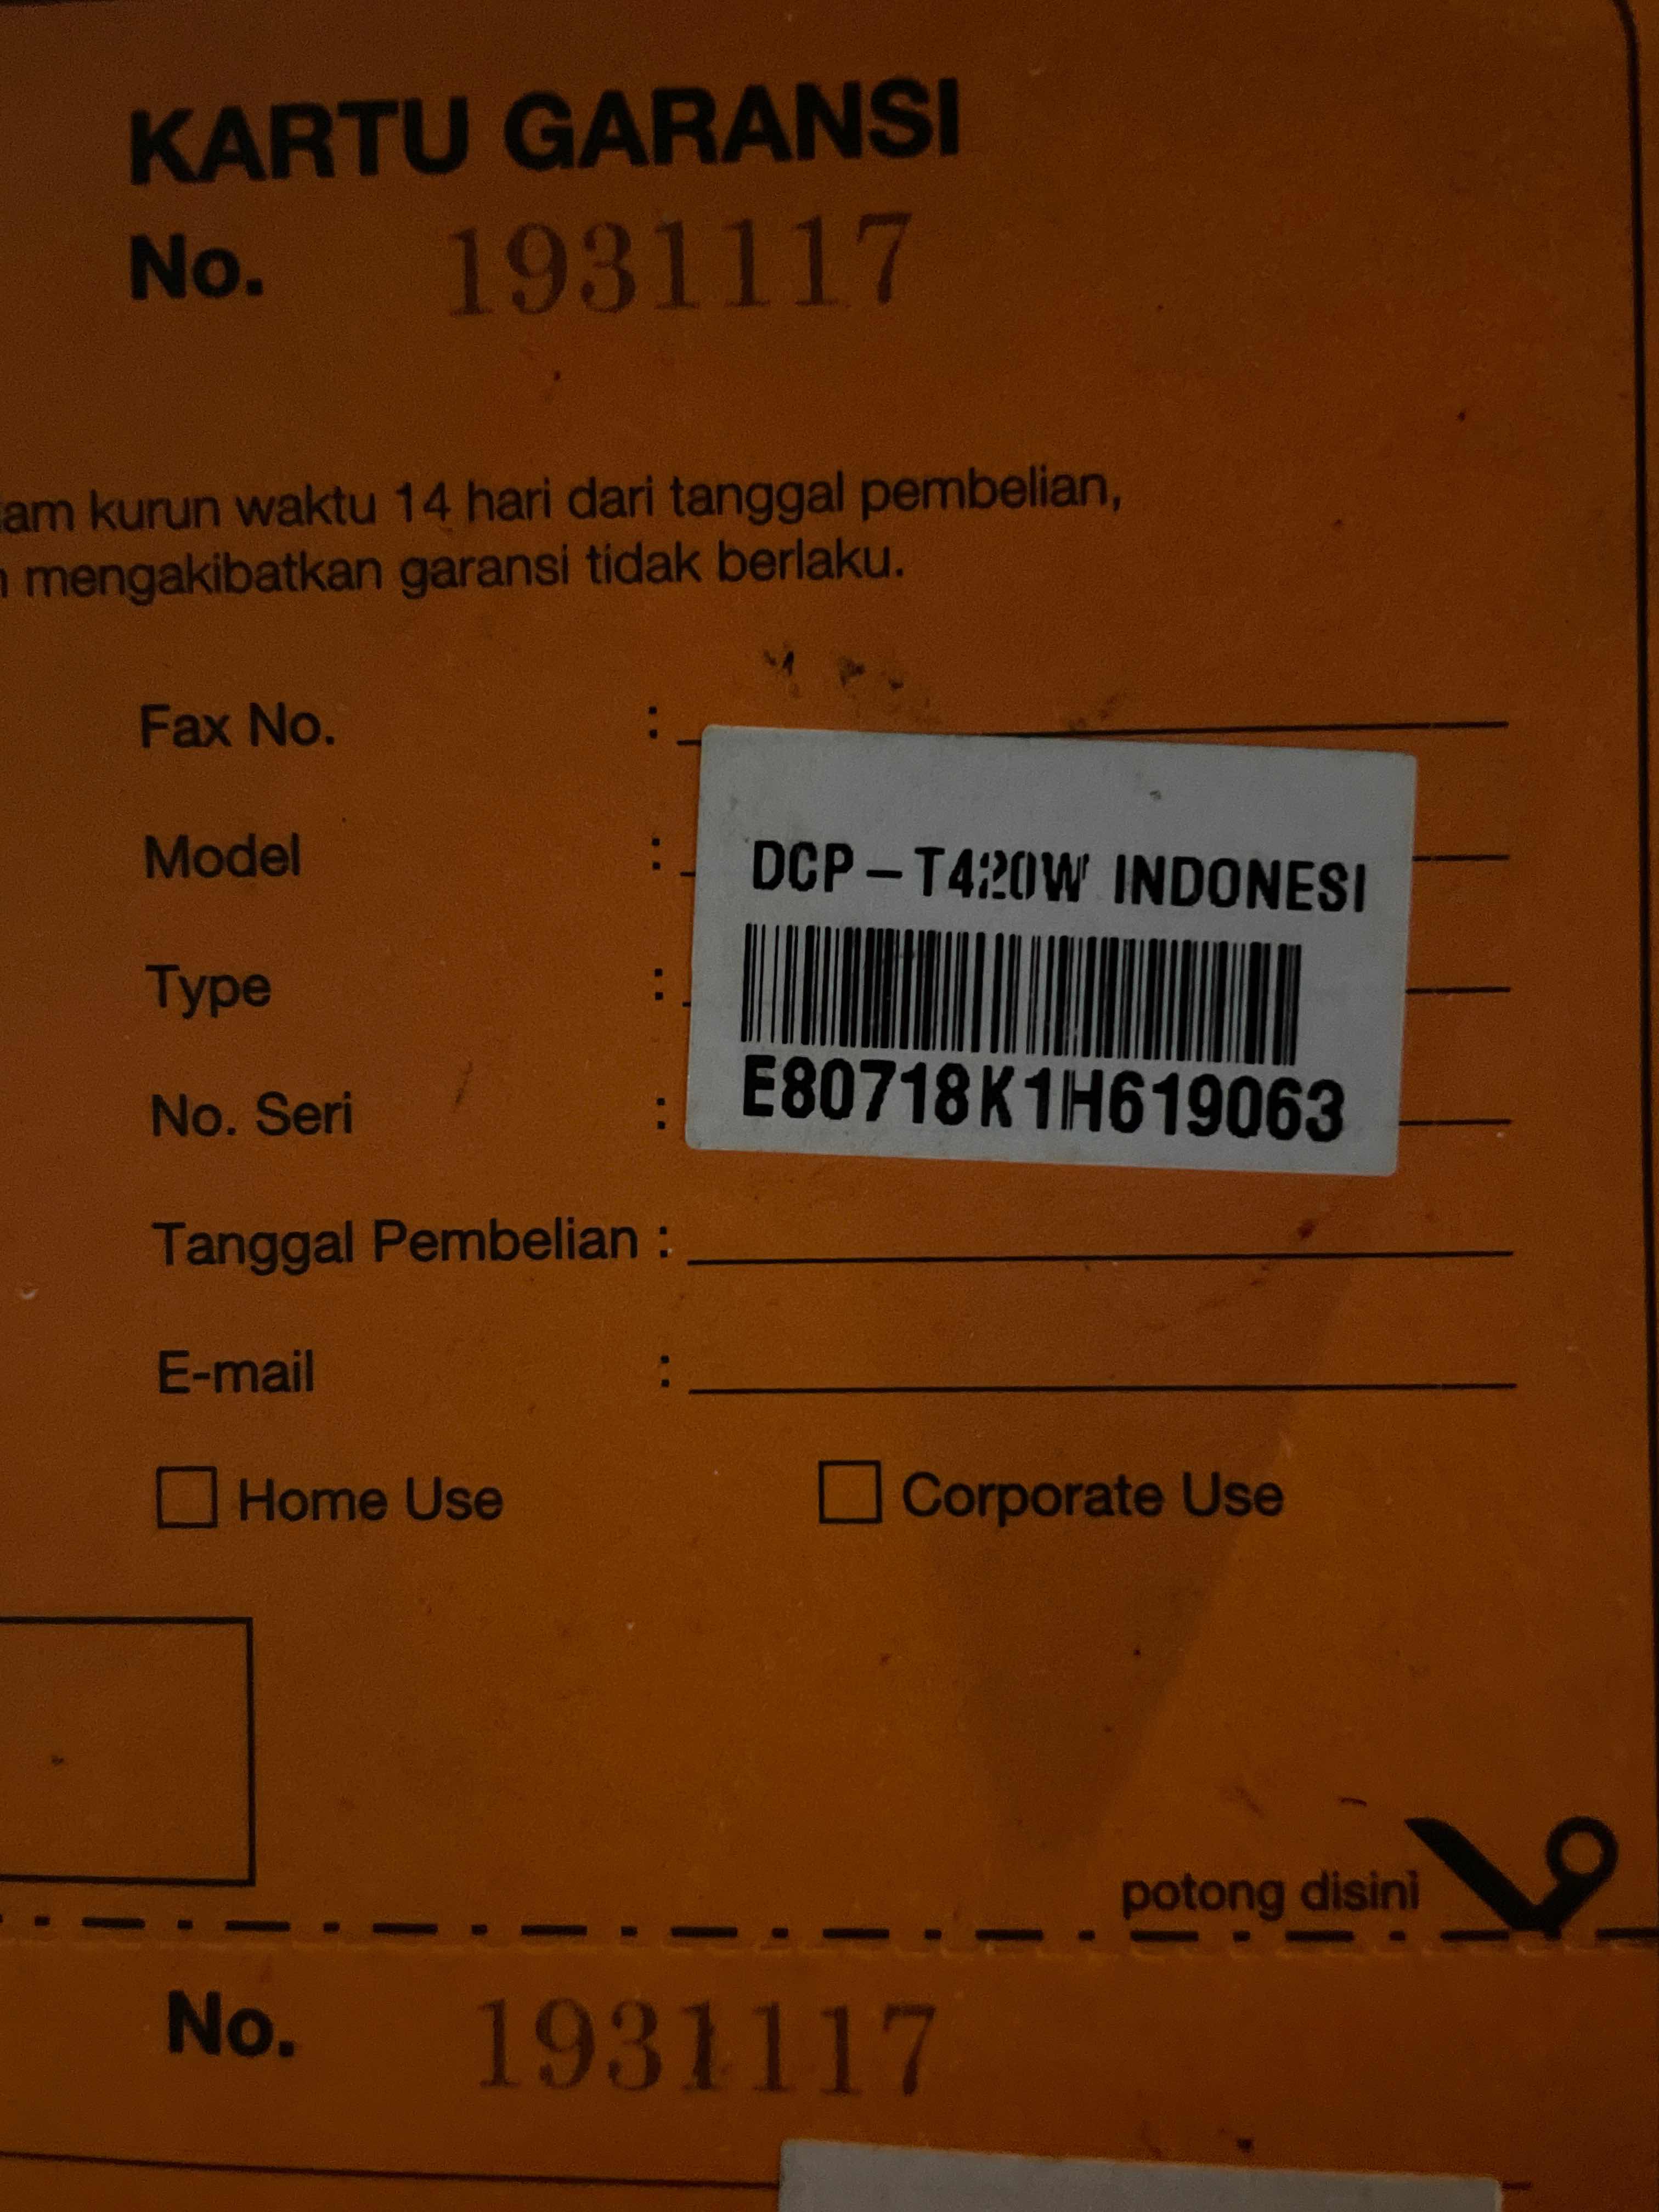 KARTU GARANSI
No. 1931117
am kurun waktu 14 hari dari tanggal pembelian,
mengakibatkan garansi tidak berlaku.
Fax No. :
Model : DCP-T420W INDONESI
Type :
No. Seri : E80718K1H619063
Tanggal Pembelian :
E-mail :
Home Use Corporate Use
potong disini
No. 1931117